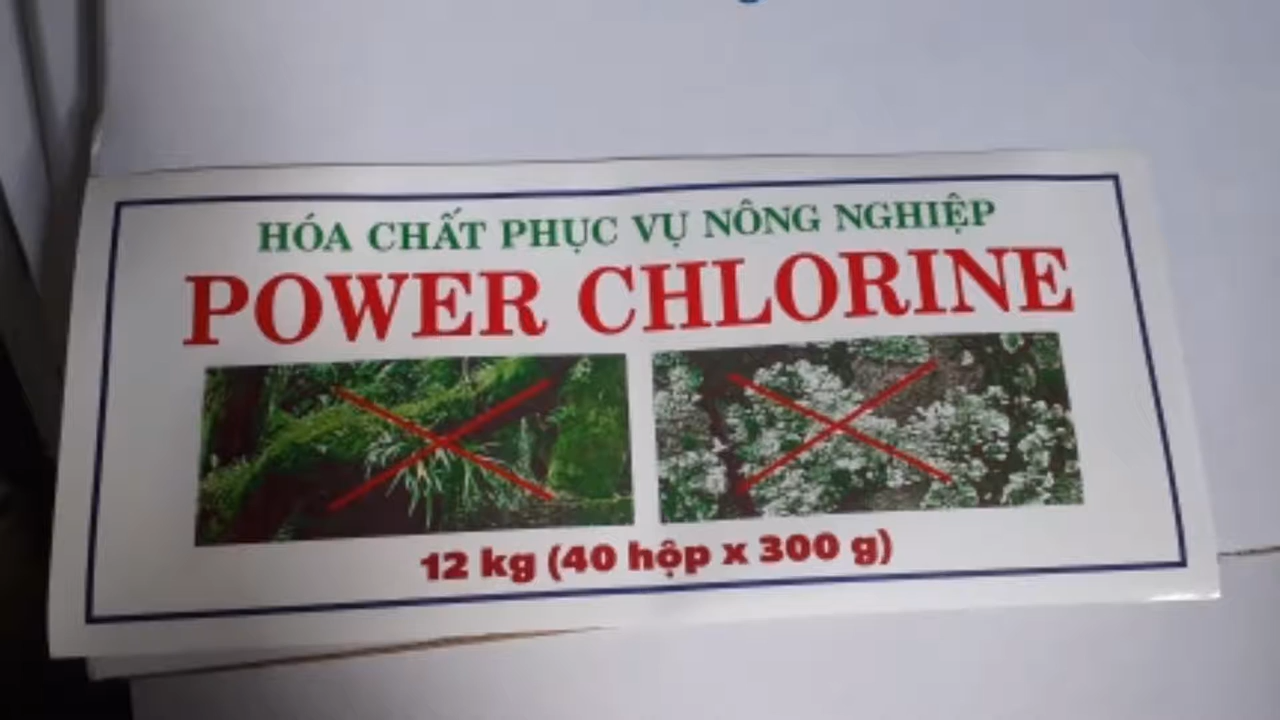 HÓA CHẤT PHỤC VỤ NÔNG NGHIỆP
POWER CHLORINE
12 kg (40 hộp x 300 g)